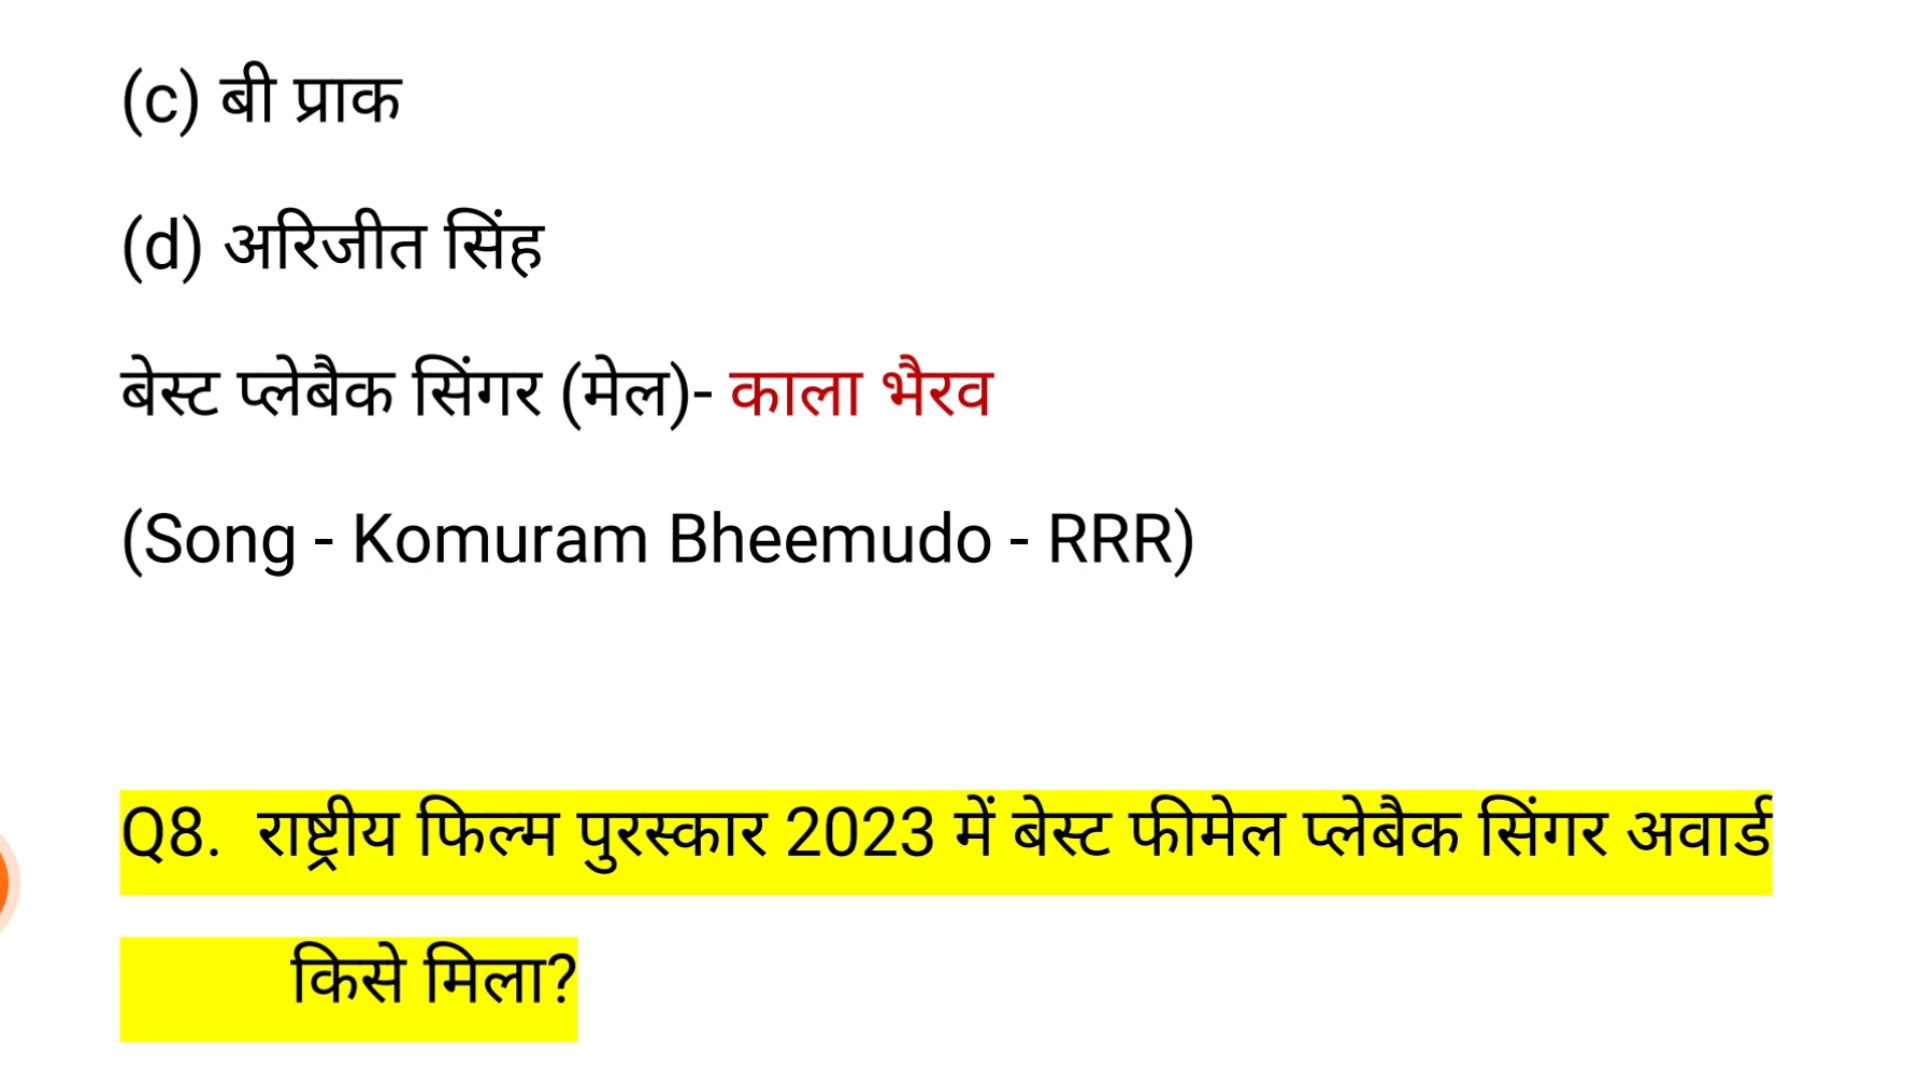 (c) बी प्राक
(d) अरिजीत सिंह
बेस्ट प्लेबैक सिंगर (मेल)- काला भैरव
(Song - Komuram Bheemudo - RRR)
Q8. राष्ट्रीय फिल्म पुरस्कार 2023 में बेस्ट फीमेल प्लेबैक सिंगर अवार्ड
किसे मिला?